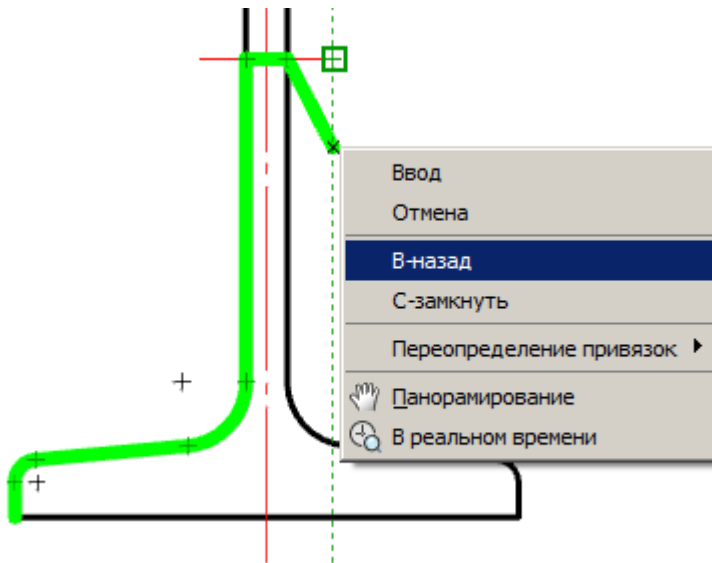 Ввод
Отмена
В-назад
С-замкнуть
Переопределение привязок
Панорамирование
В реальном времени